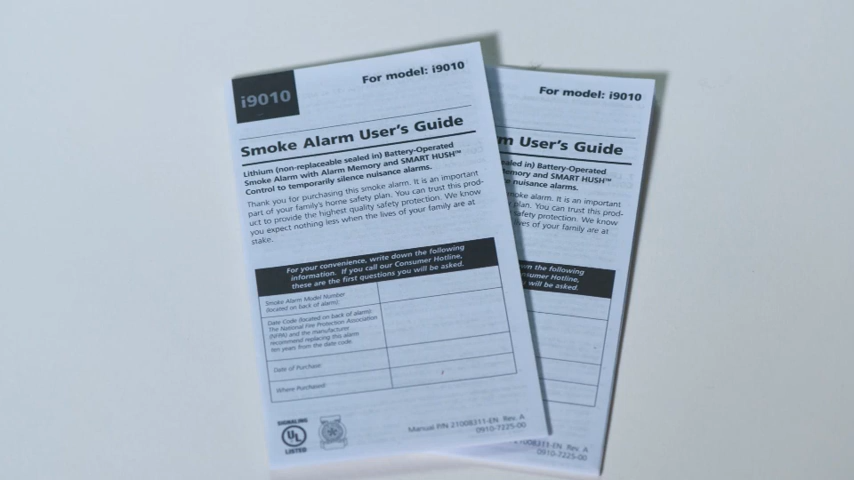 i9010
For model: i9010
Smoke Alarm User's Guide
Lithium (non-replaceable sealed in) Battery-Operated
Smoke Alarm with Alarm Memory and SMART HUSH™
Control to temporarily silence nuisance alarms.
Thank you for purchasing this smoke alarm. It is an important
part of your family's home safety plan. You can trust this prod-
uct to provide the highest quality safety protection. We know
you expect nothing less when the lives of your family are at
stake.
For your convenience, write down the following
information. If you call our Consumer Hotline,
these are the first questions you will be asked.
Smoke Alarm Model Number
(located on back of alarm):
Date Code (located on back of alarm):
The National Fire Protection Association
(NFPA) and the manufacturer
recommend replacing this alarm
ten years from the date code.
Date of Purchase:
Where Purchased:
SIGNALING
UL
LISTED
Manual P/N 21008311-EN Rev. A
0910-7225-00
For model: i9010
m User's Guide
ealed in) Battery-Operated
emory and SMART HUSH™
nuisance alarms.
moke alarm. It is an important
plan. You can trust this prod-
safety protection. We know
ives of your family are at
n the following
nsumer Hotline,
will be asked.
21008311-EN Rev. A
0910-7225-00